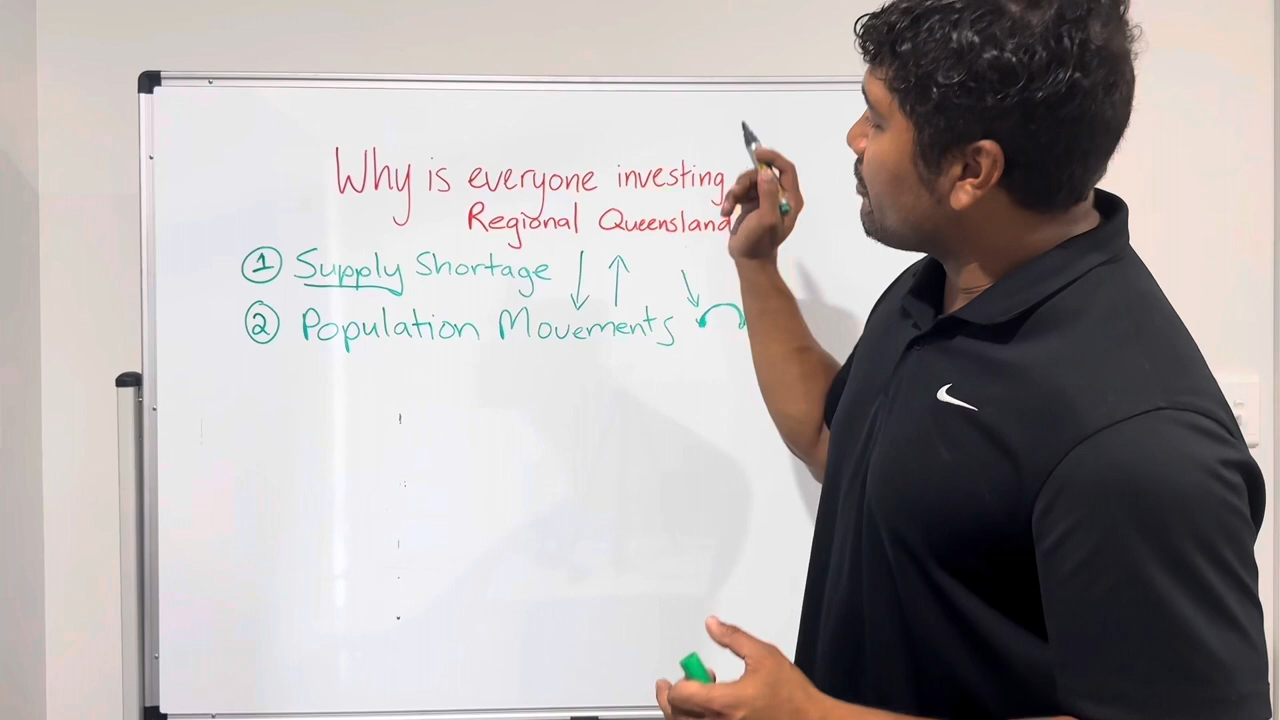 Why is everyone investing
Regional Queensland
① Supply Shortage ↓ ↑
② Population Movements